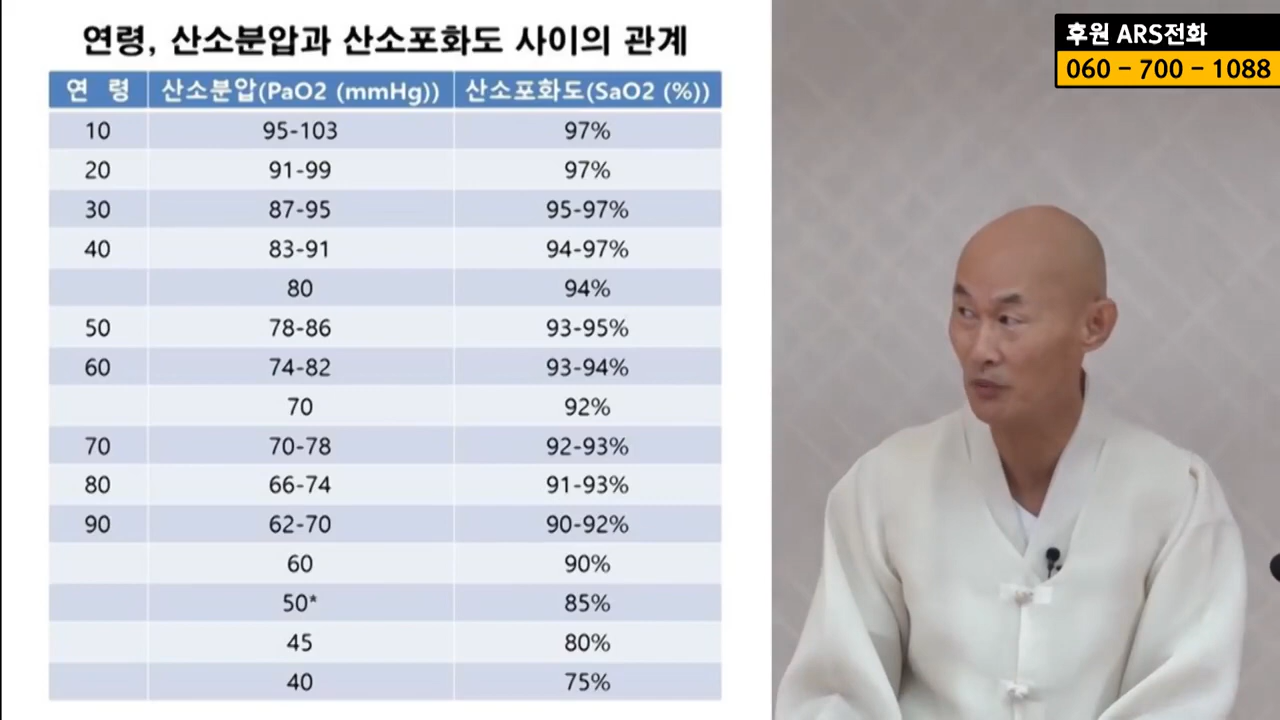 연령, 산소분압과 산소포화도 사이의 관계
연 령 산소분압(PaO2 (mmHg)) 산소포화도(SaO2 (%))
10 95-103 97%
20 91-99 97%
30 87-95 95-97%
40 83-91 94-97%
80 94%
50 78-86 93-95%
60 74-82 93-94%
70 92%
70 70-78 92-93%
80 66-74 91-93%
90 62-70 90-92%
60 90%
50* 85%
45 80%
40 75%
후원 ARS전화
060 - 700 - 1088